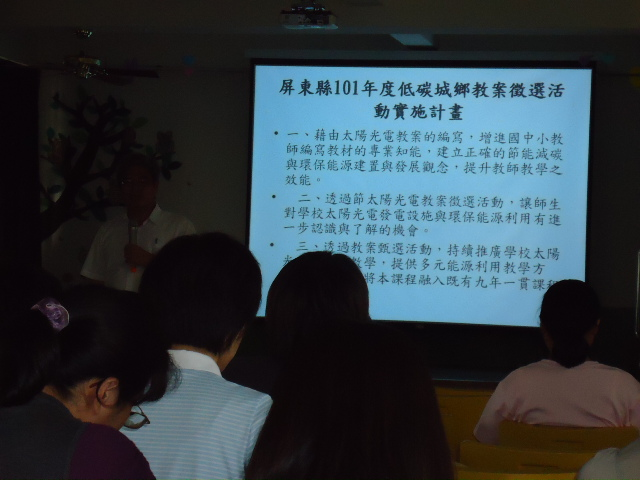 屏東縣101年度低碳城鄉教案徵選活
動實施計畫
• 一、藉由太陽光電教案的編寫，增進國中小教
師編寫教材的專業知能，建立正確的節能減碳
與環保能源建置與發展觀念，提升教師教學之
效能。
• 二、透過節太陽光電教案徵選活動，讓師生
對學校太陽光電發電設施與環保能源利用有進
一步認識與了解的機會。
• 三、透過教案甄選活動，持續推廣學校太陽
教學，提供多元能源利用教學方
將本課程融入既有九年一貫課程